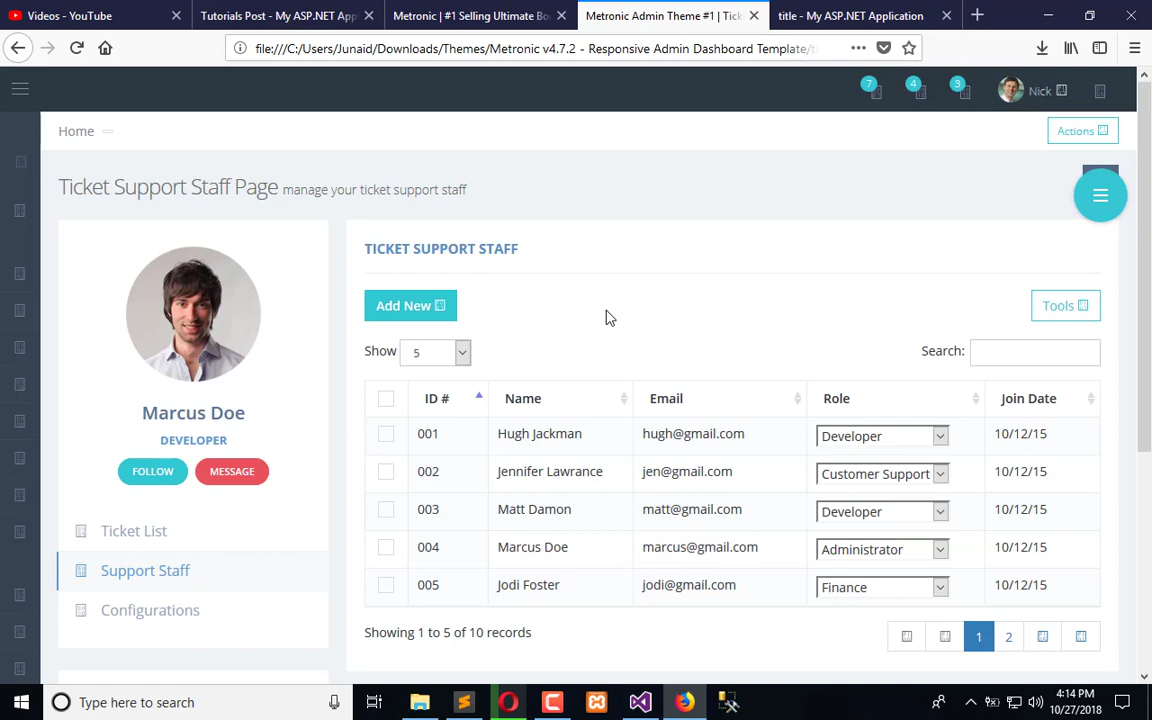 Videos - YouTube
Tutorials Post - My ASP.NET App
Metronic | #1 Selling Ultimate Bo
Metronic Admin Theme #1 | Tick
title - My ASP.NET Application
file:///C:/Users/Junaid/Downloads/Themes/Metronic v4.7.2 - Responsive Admin Dashboard Template/t
7
4
3
Nick
Home
Actions
Ticket Support Staff Page manage your ticket support staff
Marcus Doe
DEVELOPER
FOLLOW
MESSAGE
Ticket List
Support Staff
Configurations
TICKET SUPPORT STAFF
Add New
Tools
Show 5
Search:
ID # Name Email Role Join Date
001 Hugh Jackman hugh@gmail.com Developer 10/12/15
002 Jennifer Lawrance jen@gmail.com Customer Support 10/12/15
003 Matt Damon matt@gmail.com Developer 10/12/15
004 Marcus Doe marcus@gmail.com Administrator 10/12/15
005 Jodi Foster jodi@gmail.com Finance 10/12/15
Showing 1 to 5 of 10 records
1 2
Type here to search
4:14 PM
10/27/2018